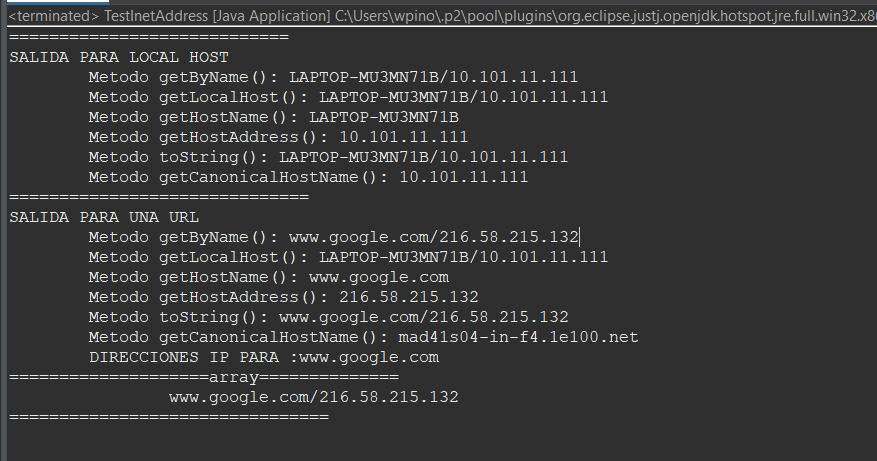 <terminated> TestInetAddress [Java Application] C:\Users\wpino\.p2\pool\plugins\org.eclipse.justj.openjdk.hotspot.jre.full.win32.x86
============================
SALIDA PARA LOCAL HOST
Metodo getByName(): LAPTOP-MU3MN71B/10.101.11.111
Metodo getLocalHost(): LAPTOP-MU3MN71B/10.101.11.111
Metodo getHostName(): LAPTOP-MU3MN71B
Metodo getHostAddress(): 10.101.11.111
Metodo toString(): LAPTOP-MU3MN71B/10.101.11.111
Metodo getCanonicalHostName(): 10.101.11.111
==============================
SALIDA PARA UNA URL
Metodo getByName(): www.google.com/216.58.215.132
Metodo getLocalHost(): LAPTOP-MU3MN71B/10.101.11.111
Metodo getHostName(): www.google.com
Metodo getHostAddress(): 216.58.215.132
Metodo toString(): www.google.com/216.58.215.132
Metodo getCanonicalHostName(): mad41s04-in-f4.1e100.net
DIRECCIONES IP PARA :www.google.com
====================array==============
www.google.com/216.58.215.132
================================